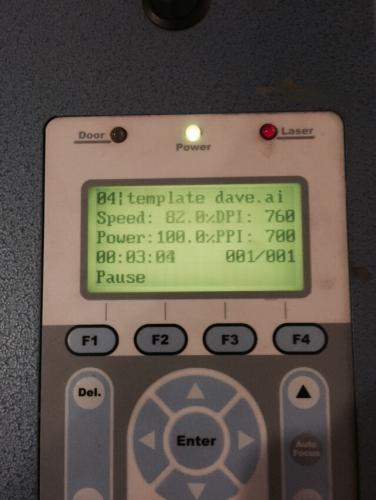 Door
Power
Laser
04|template dave.ai
Speed: 82.0%DPI: 760
Power:100.0%PPI: 700
00:03:04 001/001
Pause
F1 F2 F3 F4
Del.
Enter
Auto
Focus